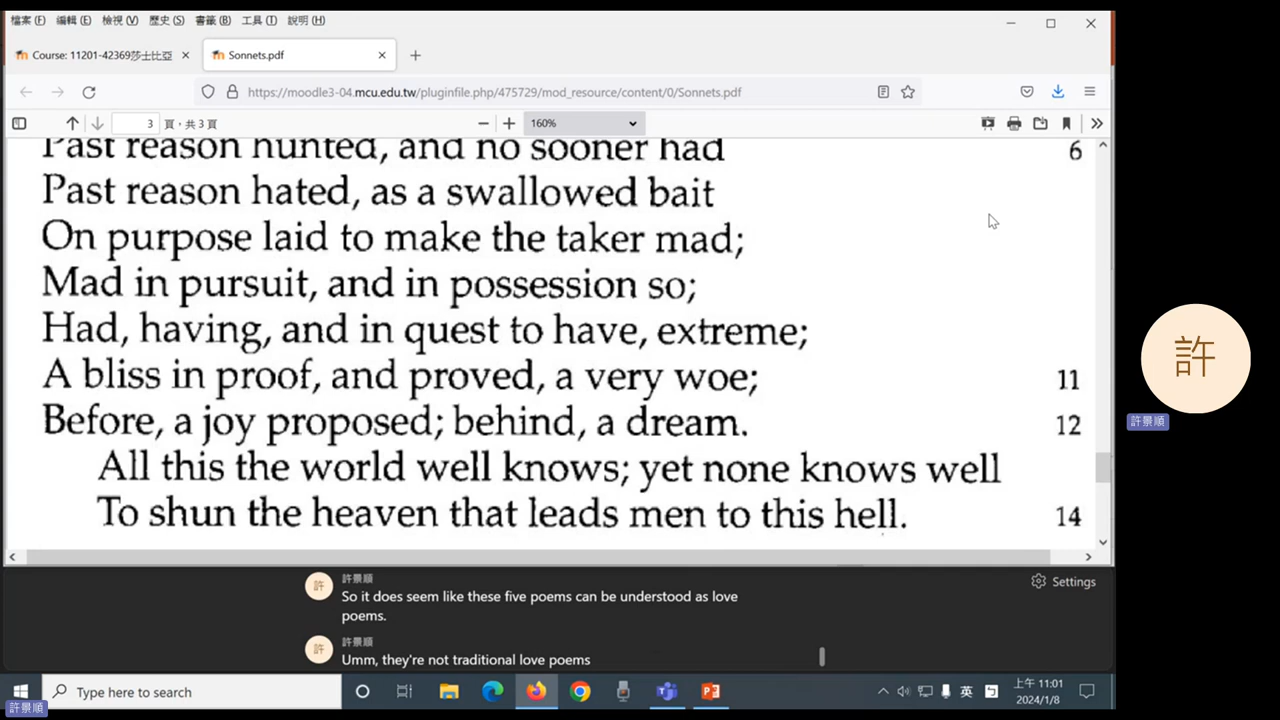 檔案(F) 編輯(E) 檢視(V) 歷史(S) 書籤(B) 工具(T) 說明(H)
Course: 11201-42369莎士比亞
Sonnets.pdf
https://moodle3-04.mcu.edu.tw/pluginfile.php/475729/mod_resource/content/0/Sonnets.pdf
3 頁，共 3 頁
160%
Past reason hunted, and no sooner had 6
Past reason hated, as a swallowed bait
On purpose laid to make the taker mad;
Mad in pursuit, and in possession so;
Had, having, and in quest to have, extreme;
A bliss in proof, and proved, a very woe; 11
Before, a joy proposed; behind, a dream. 12
All this the world well knows; yet none knows well
To shun the heaven that leads men to this hell. 14
許
許景順
許
許景順
So it does seem like these five poems can be understood as love
poems.
許
許景順
Umm, they're not traditional love poems
Settings
Type here to search
英
上午 11:01
2024/1/8
許景順